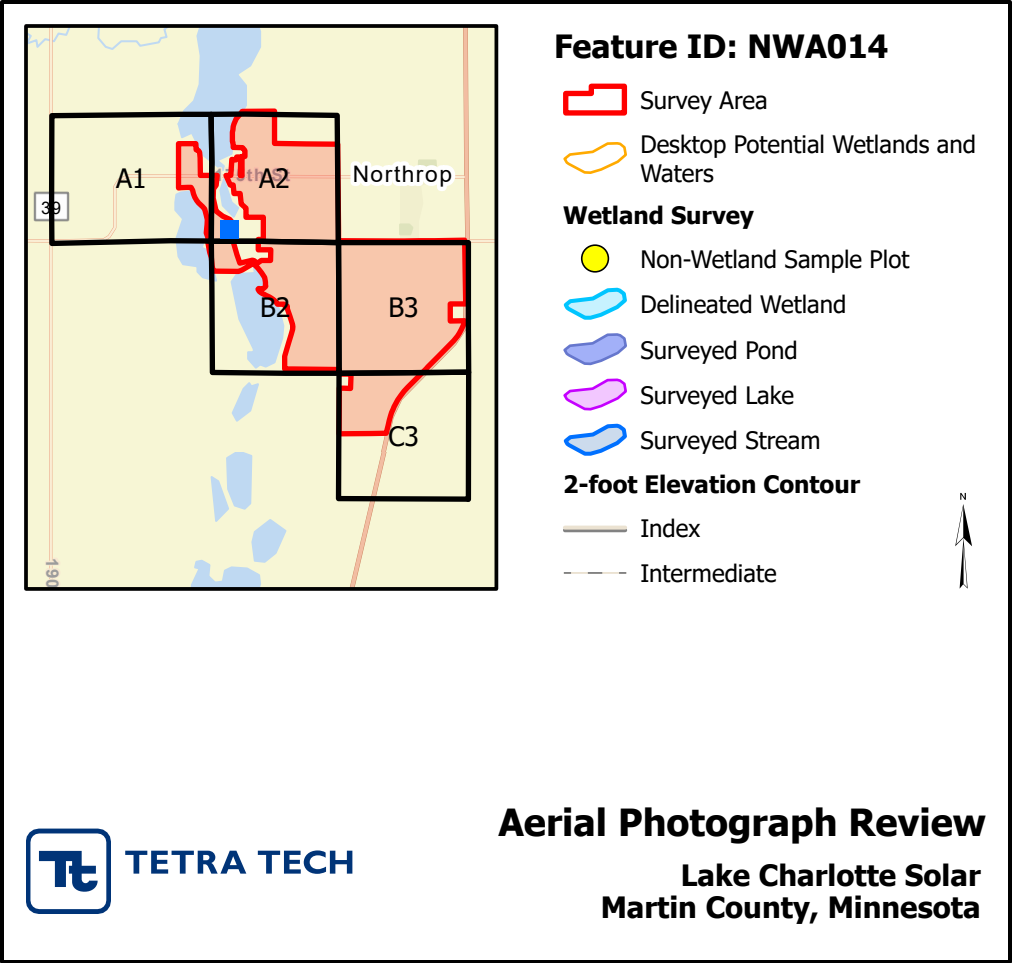 Feature ID: NWA014
Survey Area
Desktop Potential Wetlands and
Waters
Wetland Survey
Non-Wetland Sample Plot
Delineated Wetland
Surveyed Pond
Surveyed Lake
Surveyed Stream
2-foot Elevation Contour
Index
Intermediate
N
A1
A2
Northrop
39
B2
B3
C3
190
Tt
TETRA TECH
Aerial Photograph Review
Lake Charlotte Solar
Martin County, Minnesota